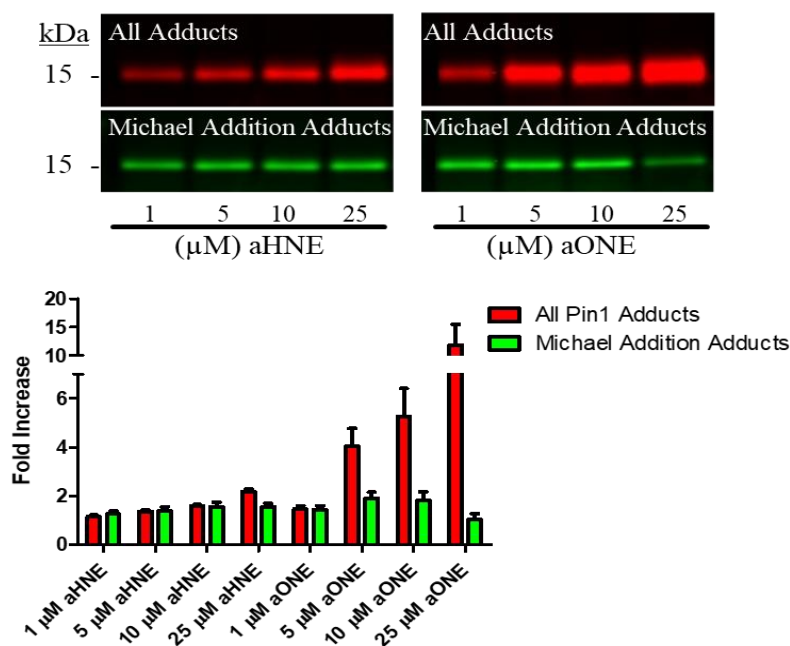 kDa
All Adducts
All Adducts
15 -
Michael Addition Adducts
Michael Addition Adducts
15 -
1 5 10 25
1 5 10 25
(µM) aHNE
(µM) aONE
20
15
10
6
4
2
0
Fold Increase
All Pin1 Adducts
Michael Addition Adducts
1 µM aHNE
5 µM aHNE
10 µM aHNE
25 µM aHNE
1 µM aONE
5 µM aONE
10 µM aONE
25 µM aONE